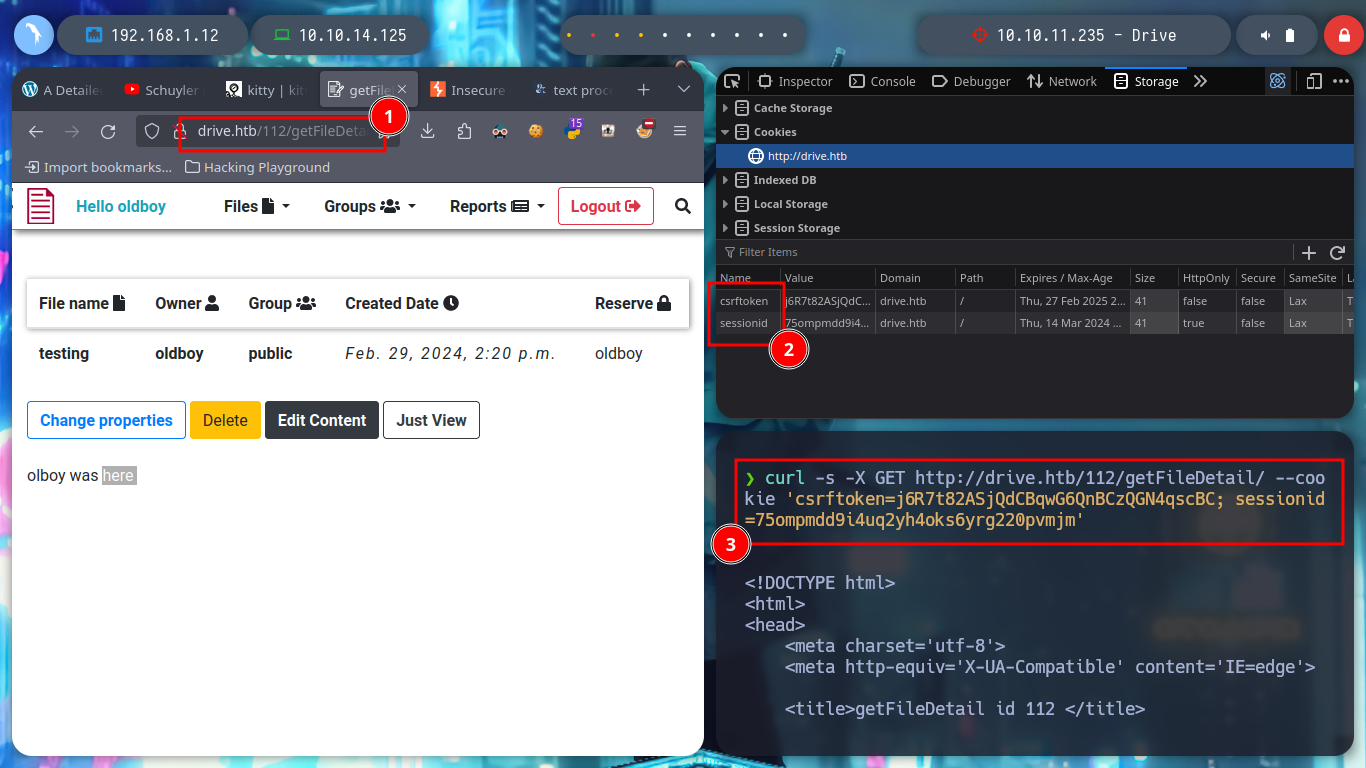 192.168.1.12
10.10.14.125
10.10.11.235 - Drive
A Detaile
Schuyler
kitty | kit
getFile
Insecure
text proc
1
drive.htb/112/getFileDeta
15
Import bookmarks...
Hacking Playground
Hello oldboy
Files
Groups
Reports
Logout
File name
Owner
Group
Created Date
Reserve
testing
oldboy
public
Feb. 29, 2024, 2:20 p.m.
oldboy
Change properties
Delete
Edit Content
Just View
olboy was here
Inspector
Console
Debugger
Network
Storage
Cache Storage
Cookies
http://drive.htb
Indexed DB
Local Storage
Session Storage
Filter Items
Name Value Domain Path Expires / Max-Age Size HttpOnly Secure SameSite
csrftoken j6R7t82ASjQdC... drive.htb / Thu, 27 Feb 2025 2... 41 false false Lax T
sessionid 75ompmdd9i4... drive.htb / Thu, 14 Mar 2024 ... 41 true false Lax T
2
❯ curl -s -X GET http://drive.htb/112/getFileDetail/ --coo
kie 'csrftoken=j6R7t82ASjQdCBqwG6QnBCzQGN4qscBC; sessionid
=75ompmdd9i4uq2yh4oks6yrg220pvmjm'
3
<!DOCTYPE html>
<html>
<head>
<meta charset='utf-8'>
<meta http-equiv='X-UA-Compatible' content='IE=edge'>
<title>getFileDetail id 112 </title>